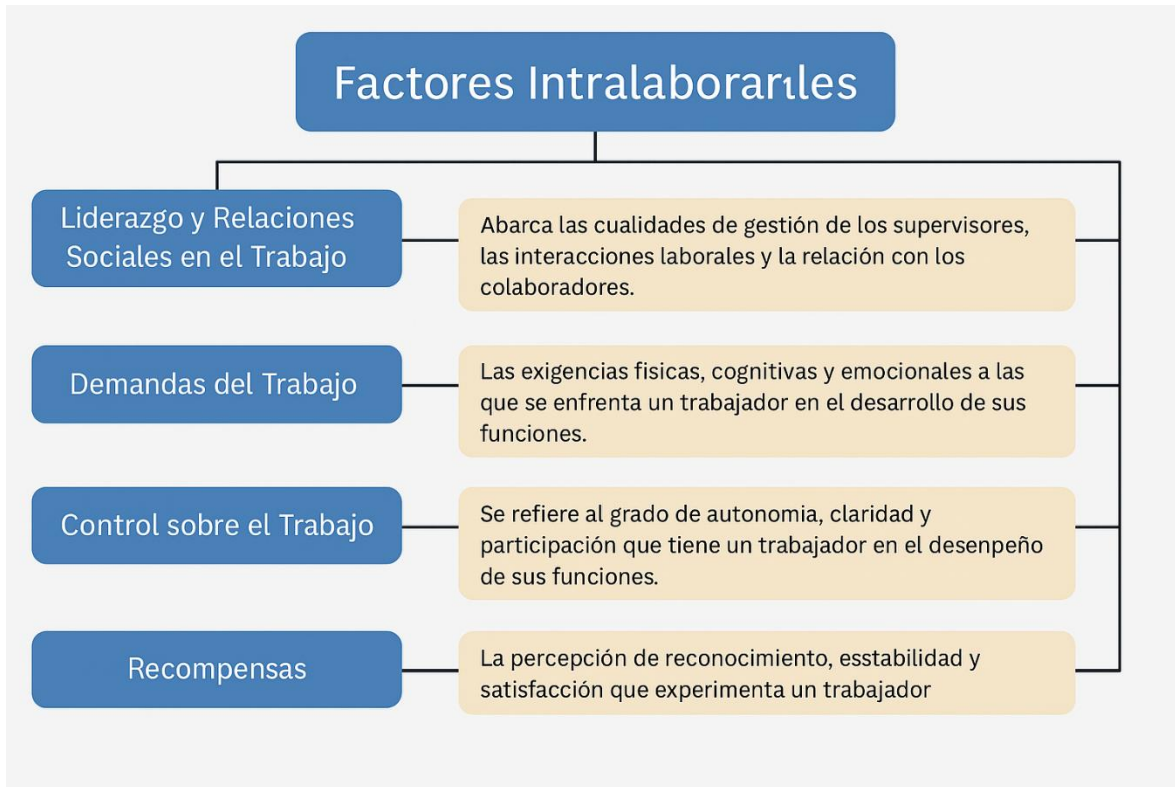 Factores Intralaborarıles
Liderazgo y Relaciones
Sociales en el Trabajo
Abarca las cualidades de gestión de los supervisores,
las interacciones laborales y la relación con los
colaboradores.
Demandas del Trabajo
Las exigencias fisicas, cognitivas y emocionales a las
que se enfrenta un trabajador en el desarrollo de sus
funciones.
Control sobre el Trabajo
Se refiere al grado de autonomia, claridad y
participación que tiene un trabajador en el desenpeño
de sus funciones.
Recompensas
La percepción de reconocimiento, esstabilidad y
satisfacción que experimenta un trabajador